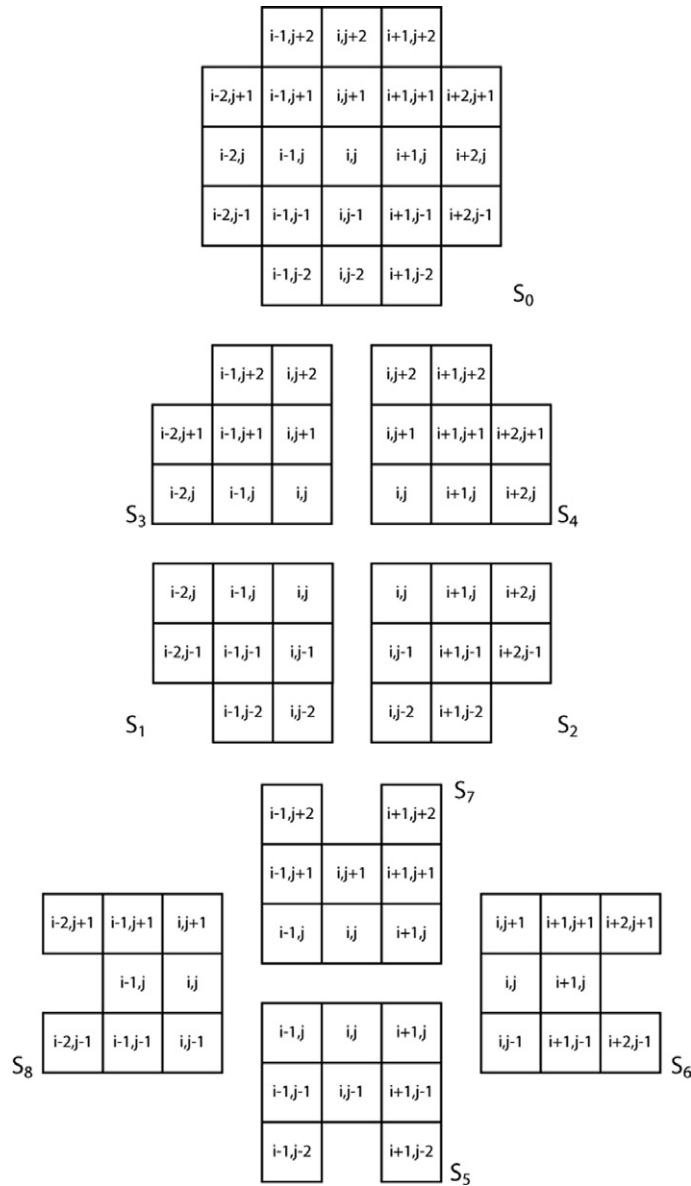 i-1,j+2 i,j+2 i+1,j+2
i-2,j+1 i-1,j+1 i,j+1 i+1,j+1 i+2,j+1
i-2,j i-1,j i,j i+1,j i+2,j
i-2,j-1 i-1,j-1 i,j-1 i+1,j-1 i+2,j-1
i-1,j-2 i,j-2 i+1,j-2
S0
i-1,j+2 i,j+2
i-2,j+1 i-1,j+1 i,j+1
i-2,j i-1,j i,j
S3
i,j+2 i+1,j+2
i,j+1 i+1,j+1 i+2,j+1
i,j i+1,j i+2,j
S4
i-2,j i-1,j i,j
i-2,j-1 i-1,j-1 i,j-1
i-1,j-2 i,j-2
S1
i,j i+1,j i+2,j
i,j-1 i+1,j-1 i+2,j-1
i,j-2 i+1,j-2
S2
i-1,j+2 i+1,j+2
S7
i-1,j+1 i,j+1 i+1,j+1
i-1,j i,j i+1,j
i-2,j+1 i-1,j+1 i,j+1
i-1,j i,j
i-2,j-1 i-1,j-1 i,j-1
S8
i-1,j i,j i+1,j
i-1,j-1 i,j-1 i+1,j-1
i-1,j-2 i+1,j-2
S5
i,j+1 i+1,j+1 i+2,j+1
i,j i+1,j
i,j-1 i+1,j-1 i+2,j-1
S6